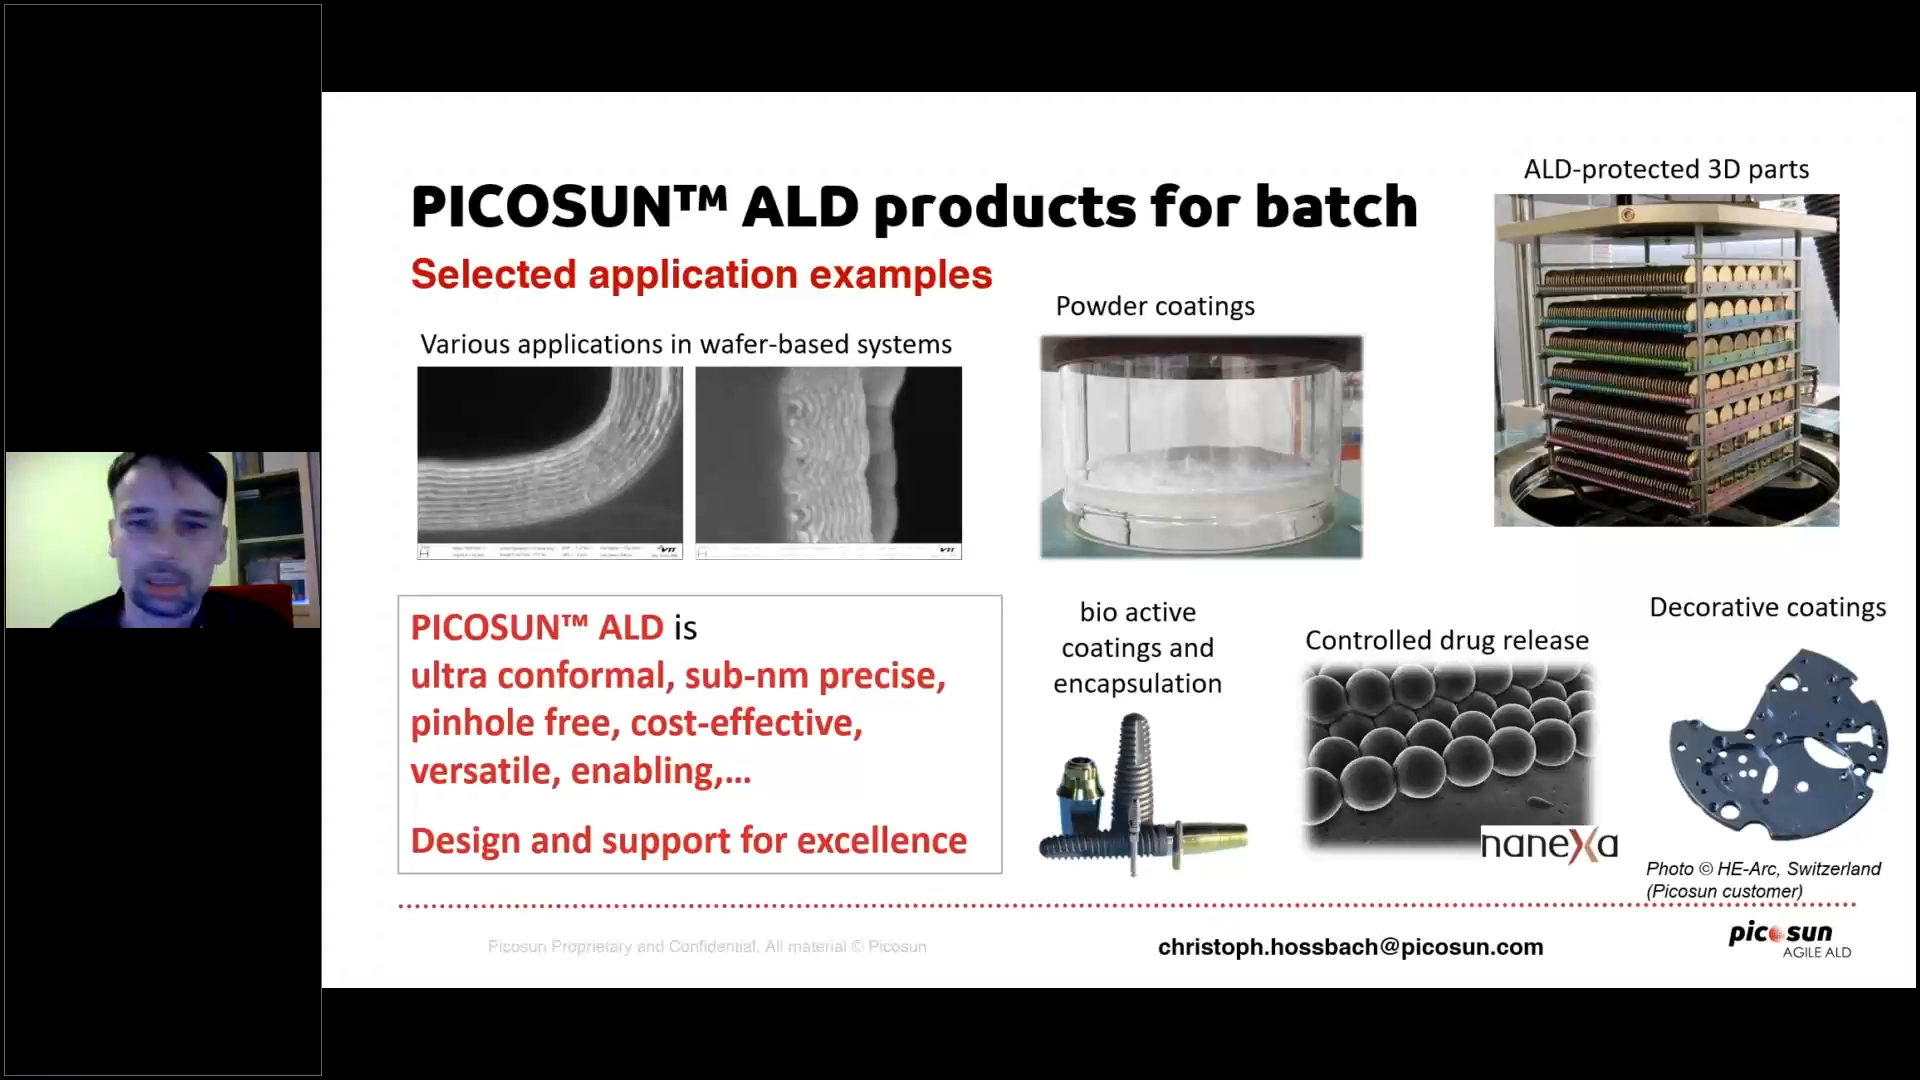 PICOSUN™ ALD products for batch
Selected application examples
Various applications in wafer-based systems
VTT
VTT
Powder coatings
ALD-protected 3D parts
PICOSUN™ ALD is
ultra conformal, sub-nm precise,
pinhole free, cost-effective,
versatile, enabling,...
Design and support for excellence
bio active
coatings and
encapsulation
Controlled drug release
nanexa
Decorative coatings
Photo © HE-Arc, Switzerland
(Picosun customer)
Picosun Proprietary and Confidential, All material © Picosun
christoph.hossbach@picosun.com
picosun
AGILE ALD